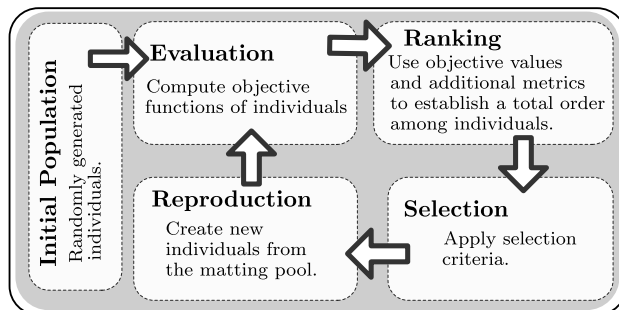 Initial Population
Randomly generated
individuals.
Evaluation
Compute objective
functions of individuals
Ranking
Use objective values
and additional metrics
to establish a total order
among individuals.
Selection
Apply selection
criteria.
Reproduction
Create new
individuals from
the matting pool.